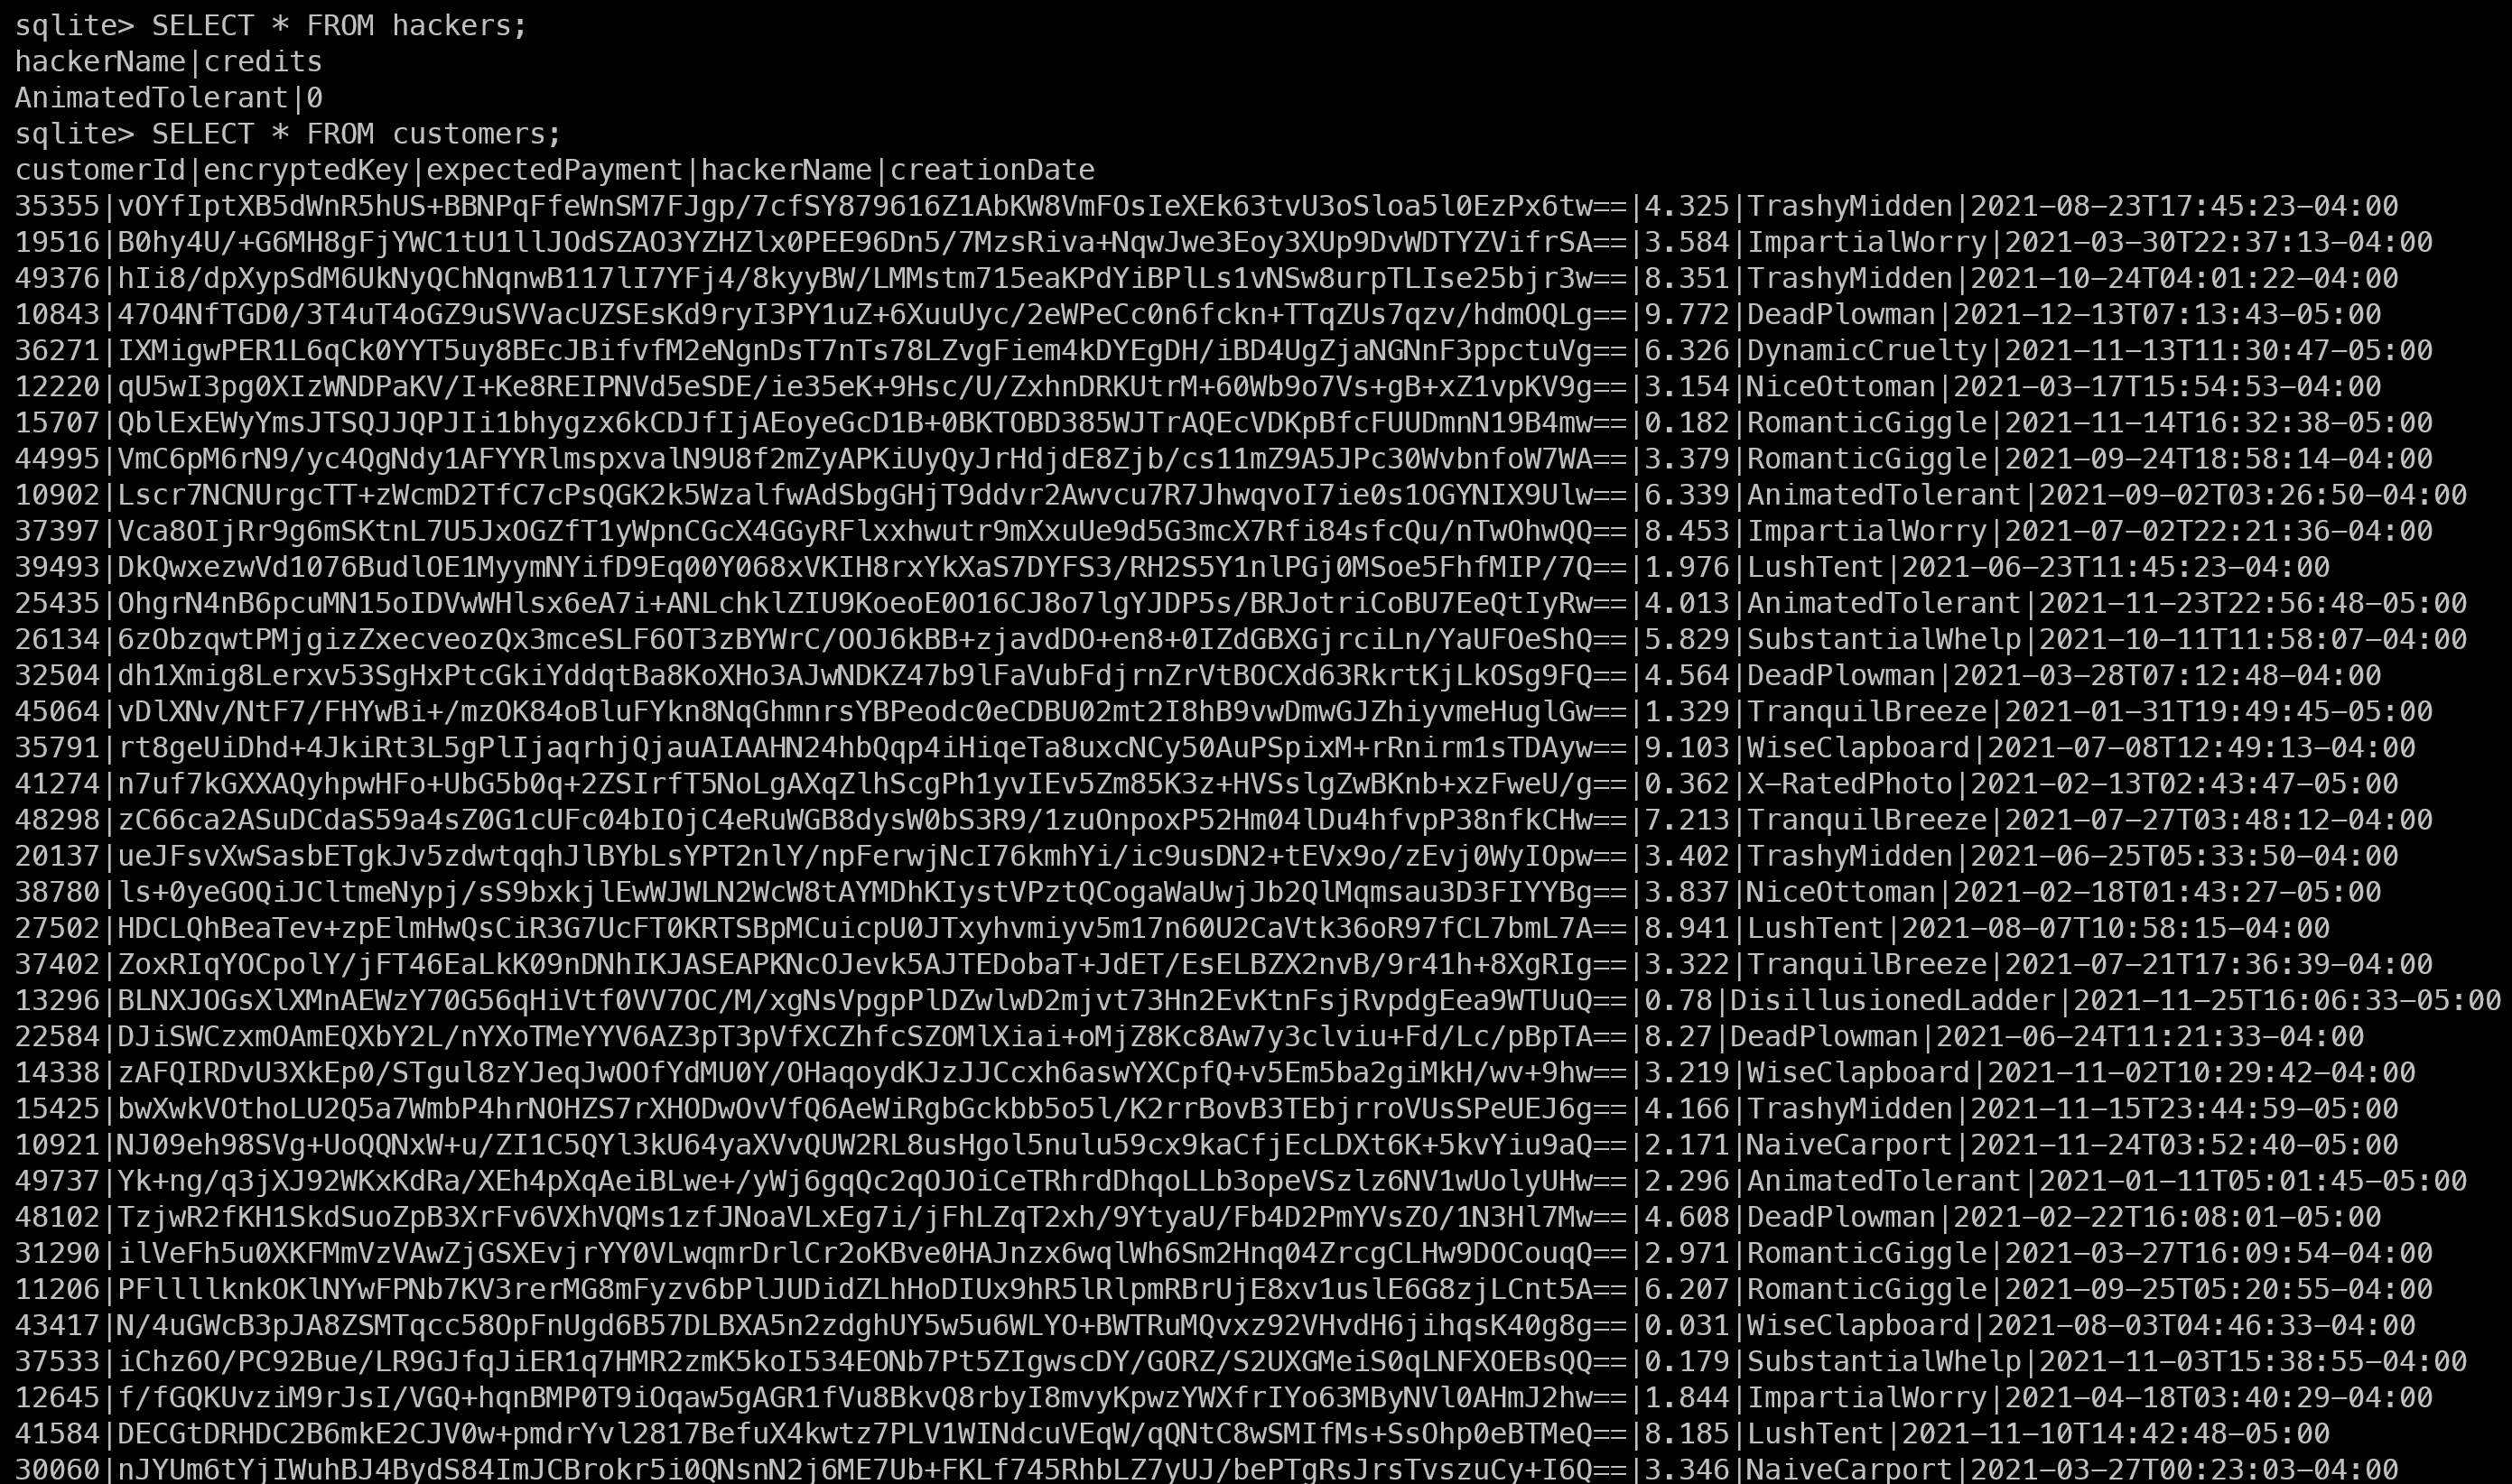 sqlite> SELECT * FROM hackers;
hackerName|credits
AnimatedTolerant|0
sqlite> SELECT * FROM customers;
customerId|encryptedKey|expectedPayment|hackerName|creationDate
35355|vOYfIptXB5dWnR5hUS+BBNPqFfeWnSM7FJgp/7cfSY879616Z1AbKW8VmFOsIeXEk63tvU3oSloa5l0EzPx6tw==|4.325|TrashyMidden|2021-08-23T17:45:23-04:00
19516|B0hy4U/+G6MH8gFjYWC1tU1llJOdSZAO3YZHZlx0PEE96Dn5/7MzsRiva+NqwJwe3Eoy3XUp9DvWDTYZVifrSA==|3.584|ImpartialWorry|2021-03-30T22:37:13-04:00
49376|hIi8/dpXypSdM6UkNyQChNqnwB117lI7YFj4/8kyyBW/LMMstm715eaKPdYiBPlLs1vNSw8urpTLIse25bjr3w==|8.351|TrashyMidden|2021-10-24T04:01:22-04:00
10843|47O4NfTGD0/3T4uT4oGZ9uSVVacUZSEsKd9ryI3PY1uZ+6XuuUyc/2eWPeCc0n6fckn+TTqZUs7qzv/hdmOQLg==|9.772|DeadPlowman|2021-12-13T07:13:43-05:00
36271|IXMigwPER1L6qCk0YYT5uy8BEcJBifvfM2eNgnDsT7nTs78LZvgFiem4kDYEgDH/iBD4UgZjaNGNnF3ppctuVg==|6.326|DynamicCruelty|2021-11-13T11:30:47-05:00
12220|qU5wI3pg0XIzWNDPaKV/I+Ke8REIPNVd5eSDE/ie35eK+9Hsc/U/ZxhnDRKUtrM+60Wb9o7Vs+gB+xZ1vpKV9g==|3.154|NiceOttoman|2021-03-17T15:54:53-04:00
15707|QblExEWyYmsJTSQJJQPJIi1bhygzx6kCDJfIjAEoyeGcD1B+0BKTOBD385WJTrAQEcVDKpBfcFUUDmnN19B4mw==|0.182|RomanticGiggle|2021-11-14T16:32:38-05:00
44995|VmC6pM6rN9/yc4QgNdy1AFYYRlmspxvalN9U8f2mZyAPKiUyQyJrHdjdE8Zjb/cs11mZ9A5JPc30WvbnfoW7WA==|3.379|RomanticGiggle|2021-09-24T18:58:14-04:00
10902|Lscr7NCNUrgcTT+zWcmD2TfC7cPsQGK2k5WzalfwAdSbgGHjT9ddvr2Awvcu7R7JhwqvoI7ie0s1OGYNIX9Ulw==|6.339|AnimatedTolerant|2021-09-02T03:26:50-04:00
37397|Vca8OIjRr9g6mSKtnL7U5JxOGZfT1yWpnCGcX4GGyRFlxxhwutr9mXxuUe9d5G3mcX7Rfi84sfcQu/nTwOhwQQ==|8.453|ImpartialWorry|2021-07-02T22:21:36-04:00
39493|DkQwxezwVd1076BudlOE1MyymNYifD9Eq00Y068xVKIH8rxYkXaS7DYFS3/RH2S5Y1nlPGj0MSoe5FhfMIP/7Q==|1.976|LushTent|2021-06-23T11:45:23-04:00
25435|OhgrN4nB6pcuMN15oIDVwWHlsx6eA7i+ANLchklZIU9KoeoE0O16CJ8o7lgYJDP5s/BRJotriCoBU7EeQtIyRw==|4.013|AnimatedTolerant|2021-11-23T22:56:48-05:00
26134|6zObzqwtPMjgizZxecveozQx3mceSLF6OT3zBYWrC/OOJ6kBB+zjavdDO+en8+0IZdGBXGjrciLn/YaUFOeShQ==|5.829|SubstantialWhelp|2021-10-11T11:58:07-04:00
32504|dh1Xmig8Lerxv53SgHxPtcGkiYddqtBa8KoXHo3AJwNDKZ47b9lFaVubFdjrnZrVtBOCXd63RkrtKjLkOSg9FQ==|4.564|DeadPlowman|2021-03-28T07:12:48-04:00
45064|vDlXNv/NtF7/FHYwBi+/mzOK84oBluFYkn8NqGhmnrsYBPeodc0eCDBU02mt2I8hB9vwDmwGJZhiyvmeHuglGw==|1.329|TranquilBreeze|2021-01-31T19:49:45-05:00
35791|rt8geUiDhd+4JkiRt3L5gPlIjaqrhjQjauAIAAHN24hbQqp4iHiqeTa8uxcNCy50AuPSpixM+rRnirm1sTDAyw==|9.103|WiseClapboard|2021-07-08T12:49:13-04:00
41274|n7uf7kGXXAQyhpwHFo+UbG5b0q+2ZSIrfT5NoLgAXqZlhScgPh1yvIEv5Zm85K3z+HVSslgZwBKnb+xzFweU/g==|0.362|X-RatedPhoto|2021-02-13T02:43:47-05:00
48298|zC66ca2ASuDCdaS59a4sZ0G1cUFc04bIOjC4eRuWGB8dysW0bS3R9/1zuOnpoxP52Hm04lDu4hfvpP38nfkCHw==|7.213|TranquilBreeze|2021-07-27T03:48:12-04:00
20137|ueJFsvXwSasbETgkJv5zdwtqqhJlBYbLsYPT2nlY/npFerwjNcI76kmhYi/ic9usDN2+tEVx9o/zEvj0WyIOpw==|3.402|TrashyMidden|2021-06-25T05:33:50-04:00
38780|ls+0yeGOQiJCltmeNypj/sS9bxkjlEwWJWLN2WcW8tAYMDhKIystVPztQCogaWaUwjJb2QlMqmsau3D3FIYYBg==|3.837|NiceOttoman|2021-02-18T01:43:27-05:00
27502|HDCLQhBeaTev+zpElmHwQsCiR3G7UcFT0KRTSBpMCuicpU0JTxyhvmiyv5m17n60U2CaVtk36oR97fCL7bmL7A==|8.941|LushTent|2021-08-07T10:58:15-04:00
37402|ZoxRIqYOCpolY/jFT46EaLkK09nDNhIKJASEAPKNcOJevk5AJTEDobaT+JdET/EsELBZX2nvB/9r41h+8XgRIg==|3.322|TranquilBreeze|2021-07-21T17:36:39-04:00
13296|BLNXJOGsXlXMnAEWzY70G56qHiVtf0VV7OC/M/xgNsVpgpPlDZwlwD2mjvt73Hn2EvKtnFsjRvpdgEea9WTUuQ==|0.78|DisillusionedLadder|2021-11-25T16:06:33-05:00
22584|DJiSWCzxmOAmEQXbY2L/nYXoTMeYYV6AZ3pT3pVfXCZhfcSZOMlXiai+oMjZ8Kc8Aw7y3clviu+Fd/Lc/pBpTA==|8.27|DeadPlowman|2021-06-24T11:21:33-04:00
14338|zAFQIRDvU3XkEp0/STgul8zYJeqJwOOfYdMU0Y/OHaqoydKJzJJCcxh6aswYXCpfQ+v5Em5ba2giMkH/wv+9hw==|3.219|WiseClapboard|2021-11-02T10:29:42-04:00
15425|bwXwkVOthoLU2Q5a7WmbP4hrNOHZS7rXHODwOvVfQ6AeWiRgbGckbb5o5l/K2rrBovB3TEbjrroVUsSPeUEJ6g==|4.166|TrashyMidden|2021-11-15T23:44:59-05:00
10921|NJ09eh98SVg+UoQQNxW+u/ZI1C5QYl3kU64yaXVvQUW2RL8usHgol5nulu59cx9kaCfjEcLDXt6K+5kvYiu9aQ==|2.171|NaiveCarport|2021-11-24T03:52:40-05:00
49737|Yk+ng/q3jXJ92WKxKdRa/XEh4pXqAeiBLwe+/yWj6gqQc2qOJOiCeTRhrdDhqoLLb3opeVSzlz6NV1wUolyUHw==|2.296|AnimatedTolerant|2021-01-11T05:01:45-05:00
48102|TzjwR2fKH1SkdSuoZpB3XrFv6VXhVQMs1zfJNoaVLxEg7i/jFhLZqT2xh/9YtyaU/Fb4D2PmYVsZO/1N3Hl7Mw==|4.608|DeadPlowman|2021-02-22T16:08:01-05:00
31290|ilVeFh5u0XKFMmVzVAwZjGSXEvjrYY0VLwqmrDrlCr2oKBve0HAJnzx6wqlWh6Sm2Hnq04ZrcgCLHw9DOCouqQ==|2.971|RomanticGiggle|2021-03-27T16:09:54-04:00
11206|PFllllknkOKlNYwFPNb7KV3rerMG8mFyzv6bPlJUDidZLhHoDIUx9hR5lRlpmRBrUjE8xv1uslE6G8zjLCnt5A==|6.207|RomanticGiggle|2021-09-25T05:20:55-04:00
43417|N/4uGWcB3pJA8ZSMTqcc58OpFnUgd6B57DLBXA5n2zdghUY5w5u6WLYO+BWTRuMQvxz92VHvdH6jihqsK40g8g==|0.031|WiseClapboard|2021-08-03T04:46:33-04:00
37533|iChz6O/PC92Bue/LR9GJfqJiER1q7HMR2zmK5koI534EONb7Pt5ZIgwscDY/GORZ/S2UXGMeiS0qLNFXOEBsQQ==|0.179|SubstantialWhelp|2021-11-03T15:38:55-04:00
12645|f/fGQKUvziM9rJsI/VGQ+hqnBMP0T9iOqaw5gAGR1fVu8BkvQ8rbyI8mvyKpwzYWXfrIYo63MByNVl0AHmJ2hw==|1.844|ImpartialWorry|2021-04-18T03:40:29-04:00
41584|DECGtDRHDC2B6mkE2CJV0w+pmdrYvl2817BefuX4kwtz7PLV1WINdcuVEqW/qQNtC8wSMIfMs+SsOhp0eBTMeQ==|8.185|LushTent|2021-11-10T14:42:48-05:00
30060|nJYUm6tYjIWuhBJ4BydS84ImJCBrokr5i0QNsnN2j6ME7Ub+FKLf745RhbLZ7yUJ/bePTgRsJrsTvszuCy+I6Q==|3.346|NaiveCarport|2021-03-27T00:23:03-04:00